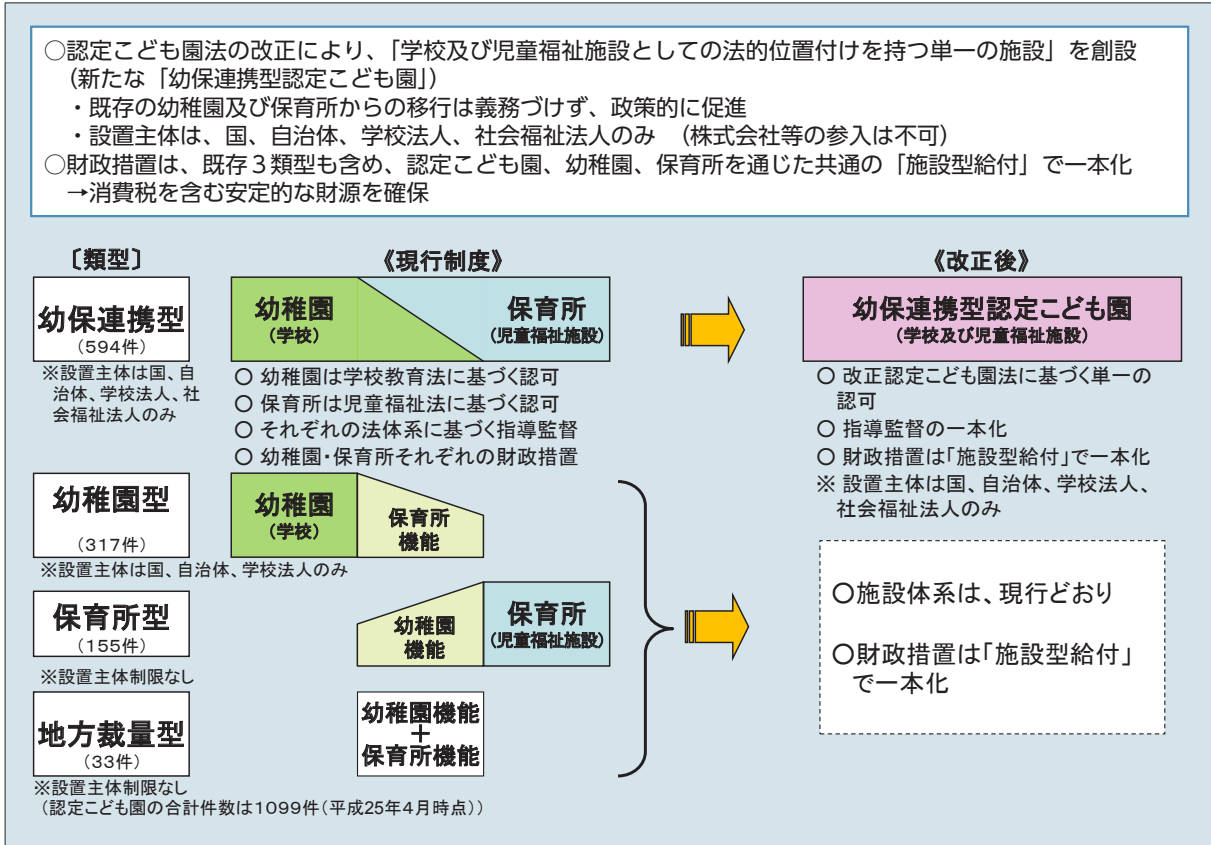 ○認定こども園法の改正により、「学校及び児童福祉施設としての法的位置付けを持つ単一の施設」を創設
（新たな「幼保連携型認定こども園」）
・既存の幼稚園及び保育所からの移行は義務づけず、政策的に促進
・設置主体は、国、自治体、学校法人、社会福祉法人のみ （株式会社等の参入は不可）
○財政措置は、既存３類型も含め、認定こども園、幼稚園、保育所を通じた共通の「施設型給付」で一本化
→消費税を含む安定的な財源を確保
〔類型〕
《現行制度》
《改正後》
幼保連携型
（594件）
※設置主体は国、自
治体、学校法人、社
会福祉法人のみ
幼稚園
（学校）
保育所
（児童福祉施設）
○ 幼稚園は学校教育法に基づく認可
○ 保育所は児童福祉法に基づく認可
○ それぞれの法体系に基づく指導監督
○ 幼稚園・保育所それぞれの財政措置
幼保連携型認定こども園
（学校及び児童福祉施設）
○ 改正認定こども園法に基づく単一の
認可
○ 指導監督の一本化
○ 財政措置は「施設型給付」で一本化
※ 設置主体は国、自治体、学校法人、
社会福祉法人のみ
幼稚園型
（317件）
※設置主体は国、自治体、学校法人のみ
幼稚園
（学校）
保育所
機能
保育所型
（155件）
※設置主体制限なし
幼稚園
機能
保育所
（児童福祉施設）
地方裁量型
（33件）
※設置主体制限なし
幼稚園機能
＋
保育所機能
○施設体系は、現行どおり
○財政措置は「施設型給付」
で一本化
（認定こども園の合計件数は1099件（平成25年4月時点））